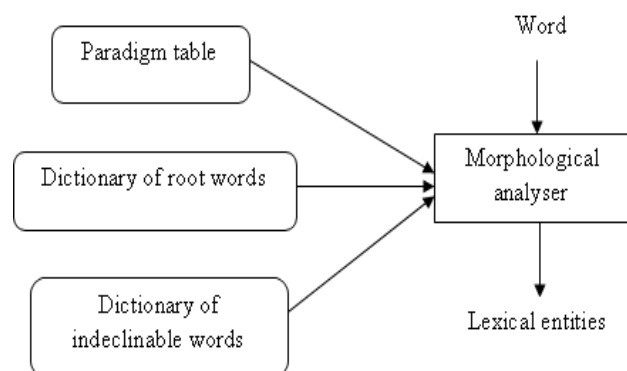 Word
Paradigm table
Dictionary of root words
Morphological
analyser
Dictionary of
indeclinable words
Lexical entities